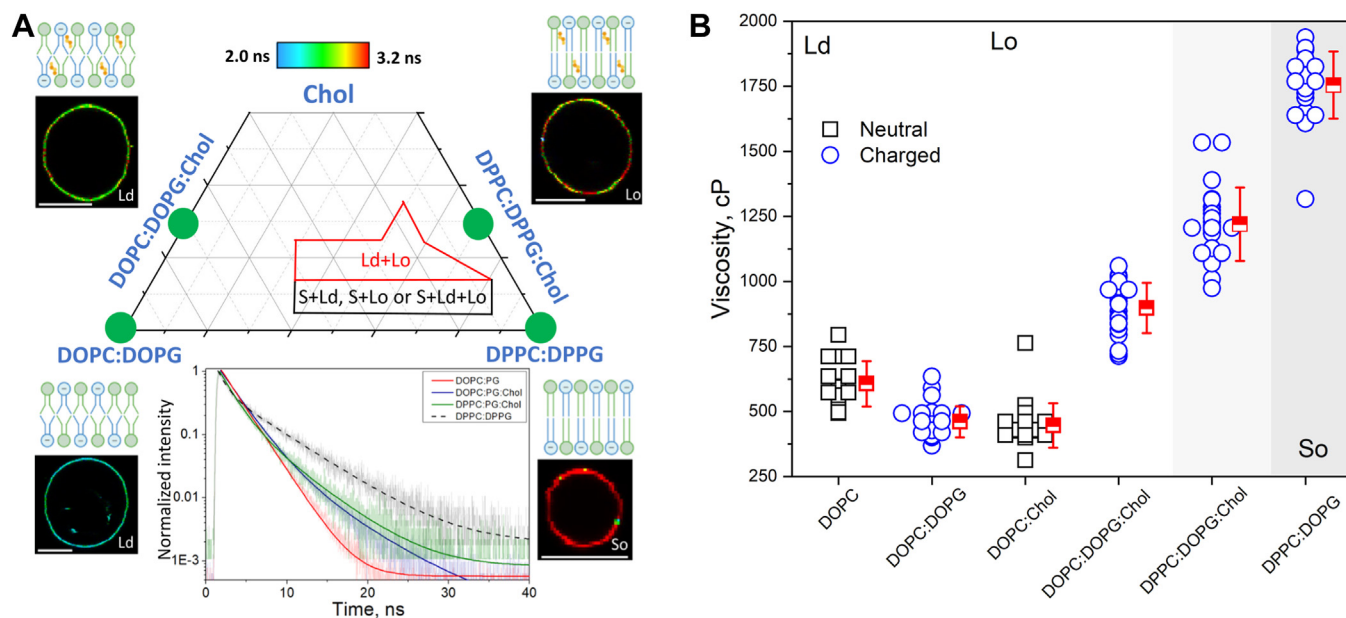 A
2.0 ns
3.2 ns
Chol
Ld
Lo
DOPC:DOPG:Chol
DPPC:DPPG:Chol
Ld+Lo
S+Ld, S+Lo or S+Ld+Lo
DOPC:DOPG
DPPC:DPPG
DOPC:PG
DOPC:PG:Chol
DPPC:PG:Chol
DPPC:DPPG
Normalized intensity
1
0.1
0.01
1E-3
0
10
20
30
40
Time, ns
Ld
So
B
Viscosity, cP
2000
1750
1500
1250
1000
750
500
250
Ld
Lo
Neutral
Charged
So
DOPC
DOPC:DOPG
DOPC:Chol
DOPC:DOPG:Chol
DPPC:DOPG:Chol
DPPC:DOPG